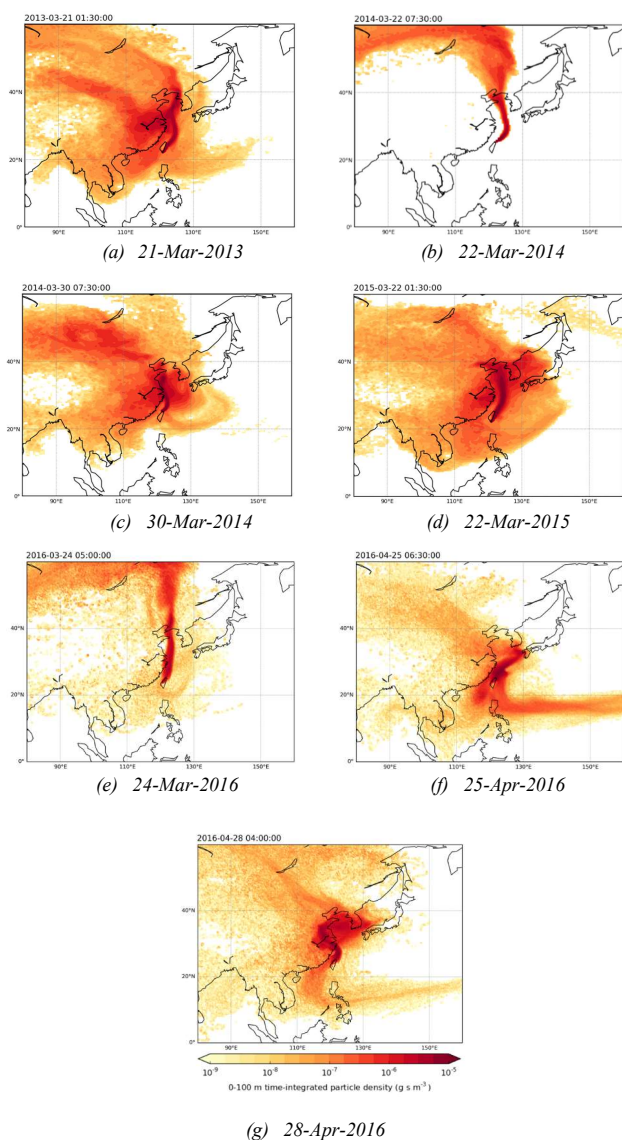 2013-03-21 01:30:00
40°N
20°N
0°
90°E 110°E 130°E 150°E
(a) 21-Mar-2013
2014-03-22 07:30:00
40°N
20°N
0°
90°E 110°E 130°E 150°E
(b) 22-Mar-2014
2014-03-30 07:30:00
40°N
20°N
0°
90°E 110°E 130°E 150°E
(c) 30-Mar-2014
2015-03-22 01:30:00
40°N
20°N
0°
90°E 110°E 130°E 150°E
(d) 22-Mar-2015
2016-03-24 05:00:00
40°N
20°N
0°
90°E 110°E 130°E 150°E
(e) 24-Mar-2016
2016-04-25 06:30:00
40°N
20°N
0°
90°E 110°E 130°E 150°E
(f) 25-Apr-2016
2016-04-28 04:00:00
40°N
20°N
0°
90°E 110°E 130°E 150°E
10⁻⁹ 10⁻⁸ 10⁻⁷ 10⁻⁶ 10⁻⁵
0-100 m time-integrated particle density (g s m⁻³)
(g) 28-Apr-2016